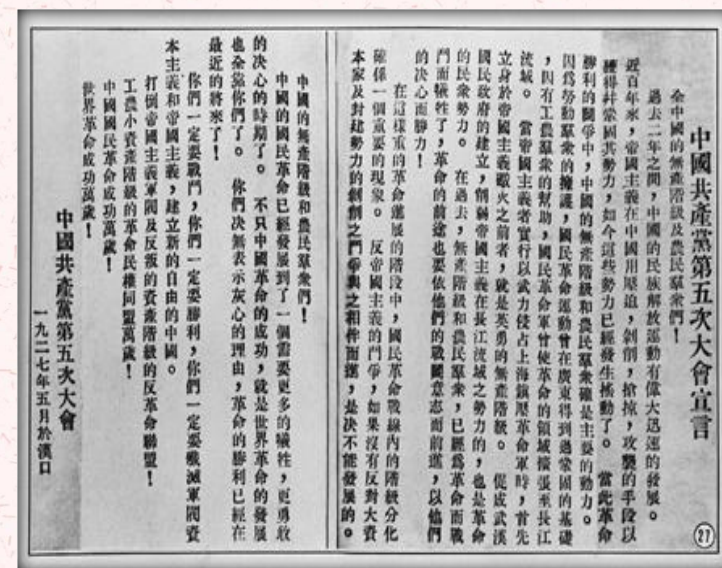 中國共產黨第五次大會宣言
全中國的無產階級及農民羣衆們！
過去二年之間，中國的民族解放運動有偉大迅速的發展。
近百年來，帝國主義在中國用壓迫，剝削，搶掠，攻襲的手段以
獲得并鞏固其勢力，如今這些勢力已經發生搖動了。當此革命
勝利的鬭爭中，中國的無產階級和農民羣衆確是主要的動力。
因爲勞動羣衆的擁護，國民革命運動曾在廣東得到過鞏固的基礎
，因有工農羣衆的幫助，國民革命軍曾使革命的領域擴張至長江
流域。當帝國主義者實行以武力侵占上海鎮壓革命軍時，首先
立身於帝國主義礮火之前者，就是英勇的無產階級。促成武漢
國民政府的建立，削弱帝國主義在長江流域之勢力的，也是革命
的民衆勢力。在過去，無產階級和農民羣衆，已經爲革命而戰
鬥而犧牲了，革命的前途也要依他們的戰鬭意志而前進，以他們
的決心而勝力！
在這樣重的革命進展的階段中，國民革命戰線內的階級分化
確係一個重要的現象。反帝國主義的鬥爭，如果沒有反對大資
本家及封建勢力的剝削之鬥爭與之相伴而進，是決不能發展的。
中國的無產階級和農民羣衆們！
中國的國民革命已經發展到了一個需要更多的犧牲，更勇敢
的決心的時期了。不只中國革命的成功，就是世界革命的發展
也全靠你們了。你們決無表示灰心的理由，革命的勝利已經在
最近的將來了！
你們一定要戰鬥，你們一定要勝利，你們一定要殲滅軍閥資
本主義和帝國主義，建立新的自由的中國。
打倒帝國主義軍閥及反叛的資產階級的反革命聯盟！
工農小資產階級的革命民權同盟萬歲！
中國國民革命成功萬歲！
世界革命成功萬歲！
中國共產黨第五次大會
一九二七年五月於漢口
27